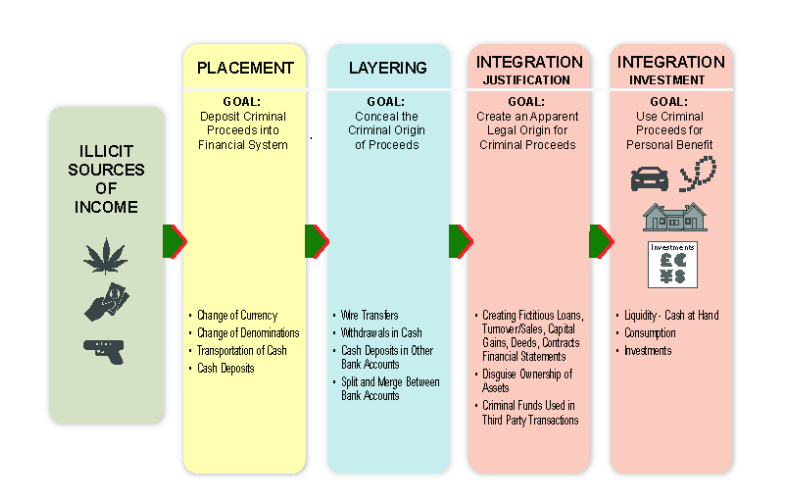 ILLICIT
SOURCES
OF
INCOME
PLACEMENT
GOAL:
Deposit Criminal
Proceeds into
Financial System
• Change of Currency
• Change of Denominations
• Transportation of Cash
• Cash Deposits
LAYERING
GOAL:
Conceal the
Criminal Origin
of Proceeds
• Wire Transfers
• Withdrawals in Cash
• Cash Deposits in Other
Bank Accounts
• Split and Merge Between
Bank Accounts
INTEGRATION
JUSTIFICATION
GOAL:
Create an Apparent
Legal Origin for
Criminal Proceeds
• Creating Fictitious Loans,
Turnover/Sales, Capital
Gains, Deeds, Contracts
Financial Statements
• Disguise Ownership of
Assets
• Criminal Funds Used in
Third Party Transactions
INTEGRATION
INVESTMENT
GOAL:
Use Criminal
Proceeds for
Personal Benefit
Investments
£€
¥$
• Liquidity - Cash at Hand
• Consumption
• Investments